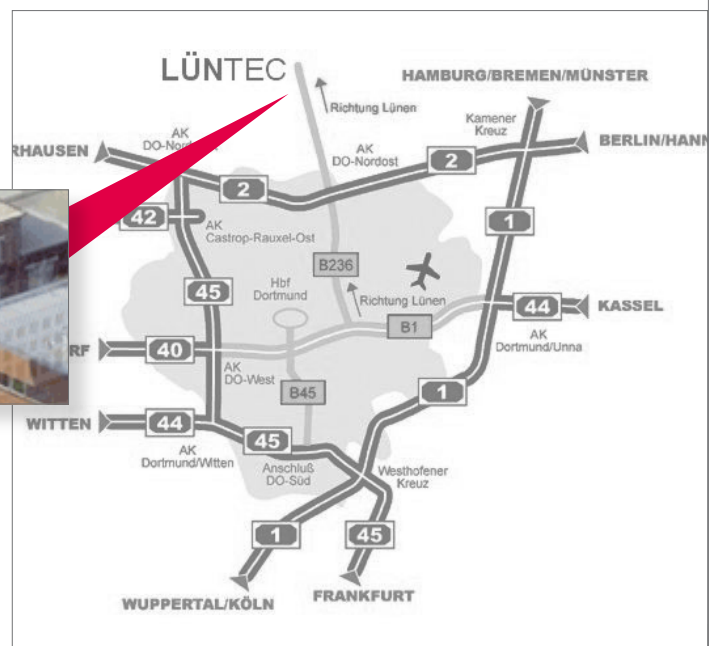 LÜNTEC
HAMBURG/BREMEN/MÜNSTER
Richtung Lünen
Kamener
Kreuz
AK
AK
DO-Nordost
2
BERLIN/HANN
RHAUSEN
2
1
42
AK
Castrop-Rauxel-Ost
B236
45
Hbf
Dortmund
Richtung Lünen
44
KASSEL
B1
AK
Dortmund/Unna
RF
40
AK
DO-West
B45
1
WITTEN
44
45
AK
Dortmund/Witten
Anschluß
DO-Süd
Westhofener
Kreuz
1
45
WUPPERTAL/KÖLN
FRANKFURT